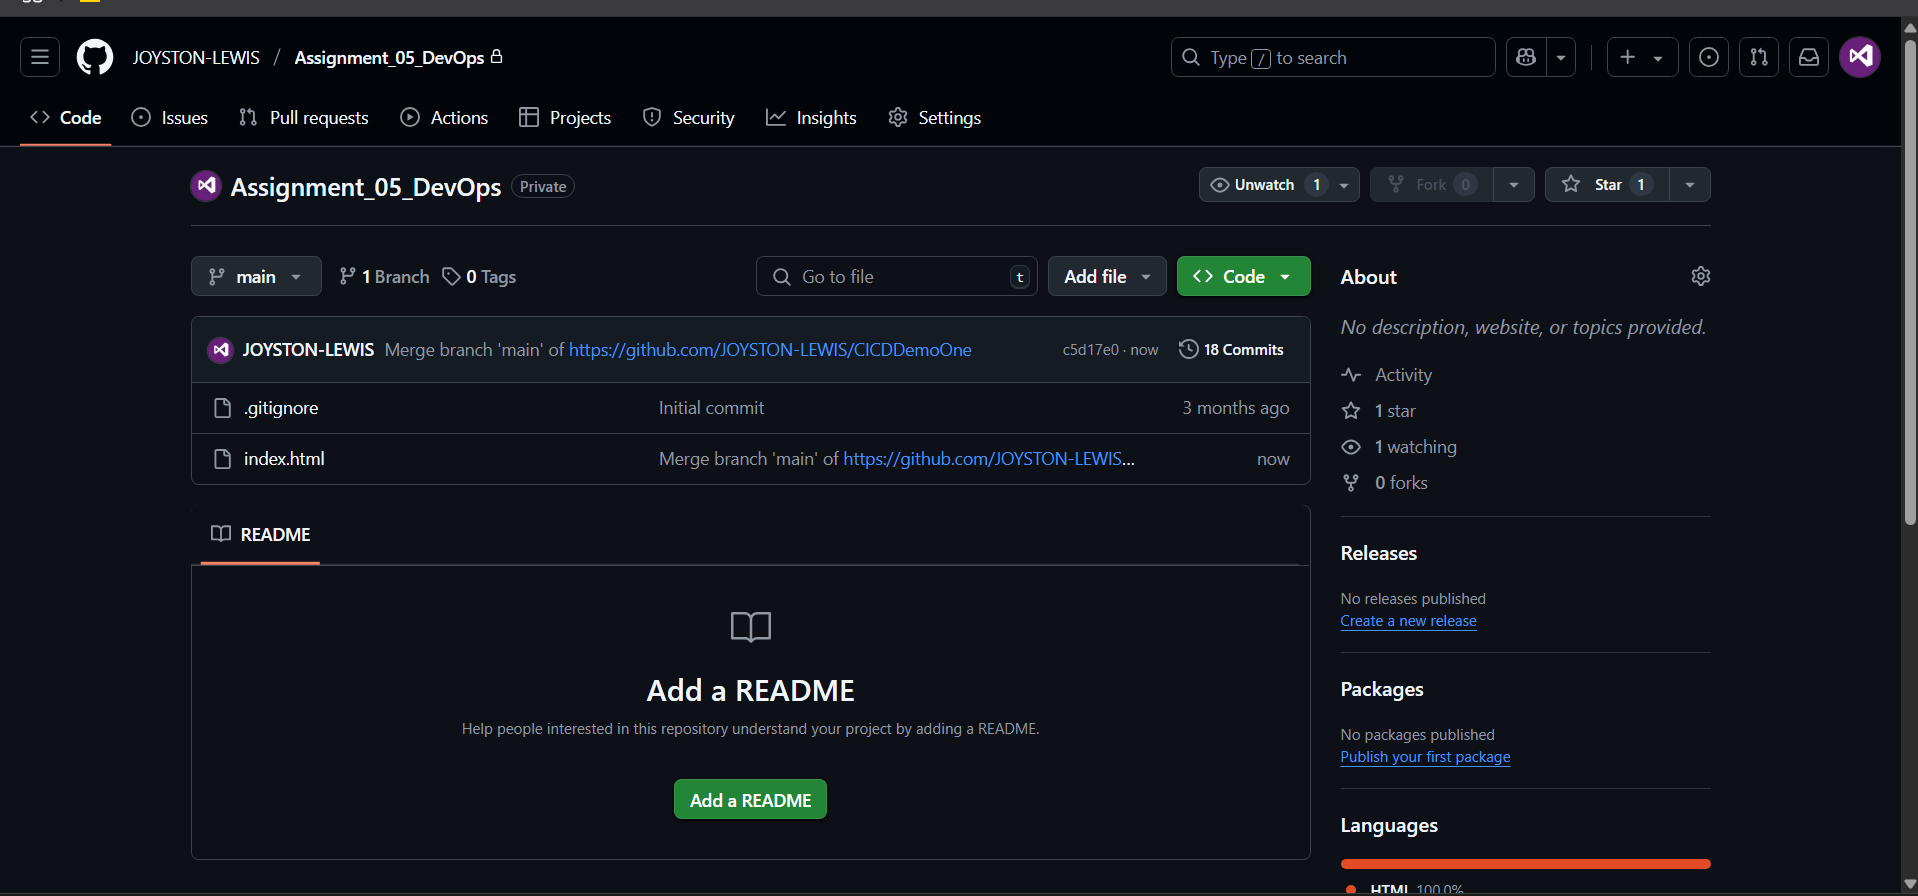 JOYSTON-LEWIS / Assignment_05_DevOps
Type / to search
Code Issues Pull requests Actions Projects Security Insights Settings
Assignment_05_DevOps Private
Unwatch 1 Fork 0 Star 1
main 1 Branch 0 Tags
Go to file t Add file Code
JOYSTON-LEWIS Merge branch 'main' of https://github.com/JOYSTON-LEWIS/CICDDemoOne c5d17e0 · now 18 Commits
.gitignore Initial commit 3 months ago
index.html Merge branch 'main' of https://github.com/JOYSTON-LEWIS... now
README
Add a README
Help people interested in this repository understand your project by adding a README.
Add a README
About
No description, website, or topics provided.
Activity
1 star
1 watching
0 forks
Releases
No releases published
Create a new release
Packages
No packages published
Publish your first package
Languages
HTML 100.0%